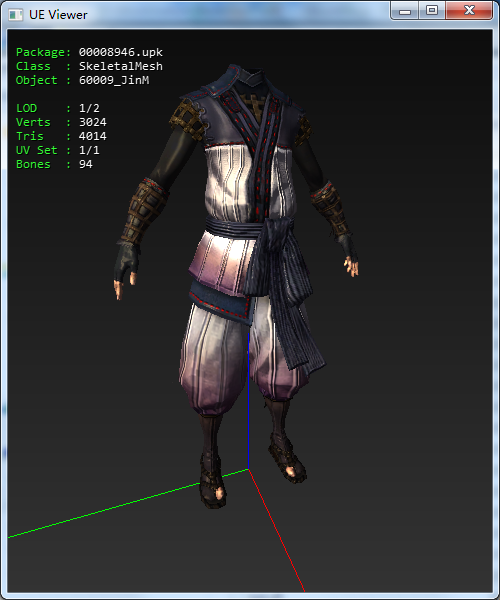 UE Viewer
Package: 00008946.upk
Class : SkeletalMesh
Object : 60009_JinM
LOD : 1/2
Verts : 3024
Tris : 4014
UV Set : 1/1
Bones : 94